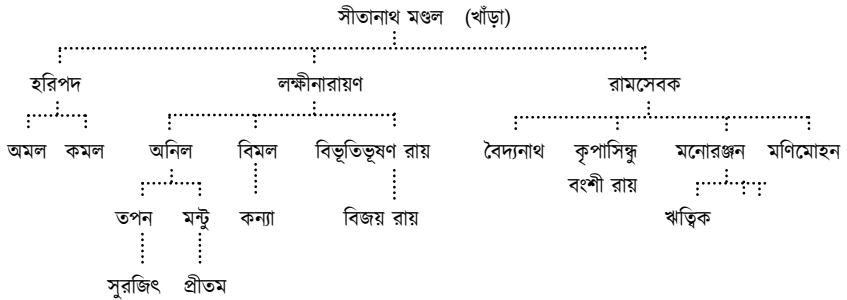 সীতানাথ মণ্ডল (খাঁড়া)
হরিপদ লক্ষীনারায়ণ রামসেবক
অমল কমল অনিল বিমল বিভূতিভূষণ রায় বৈদ্যনাথ কৃপাসিন্ধু মনোরঞ্জন মণিমোহন
বংশী রায়
তপন মন্টু কন্যা বিজয় রায় ঋত্বিক
সুরজিৎ প্রীতম